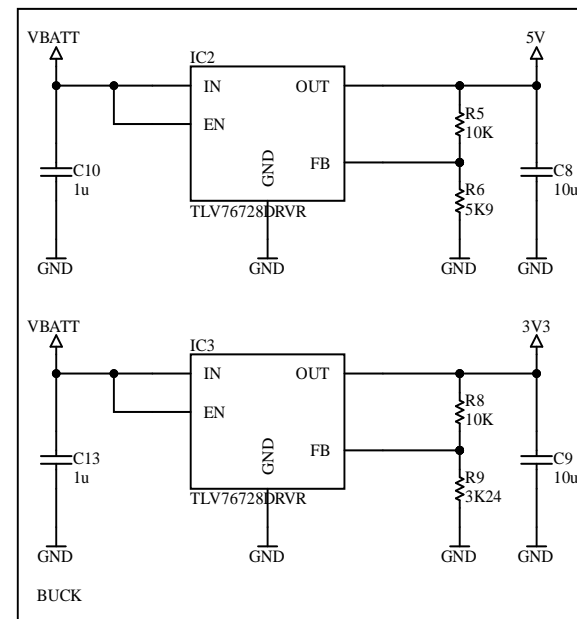 VBATT
5V
IC2
IN
OUT
EN
R5
10K
C10
1u
GND
FB
R6
5K9
C8
10u
TLV76728DRVR
GND
GND
GND
GND
VBATT
3V3
IC3
IN
OUT
EN
R8
10K
C13
1u
GND
FB
R9
3K24
C9
10u
TLV76728DRVR
GND
GND
GND
GND
BUCK